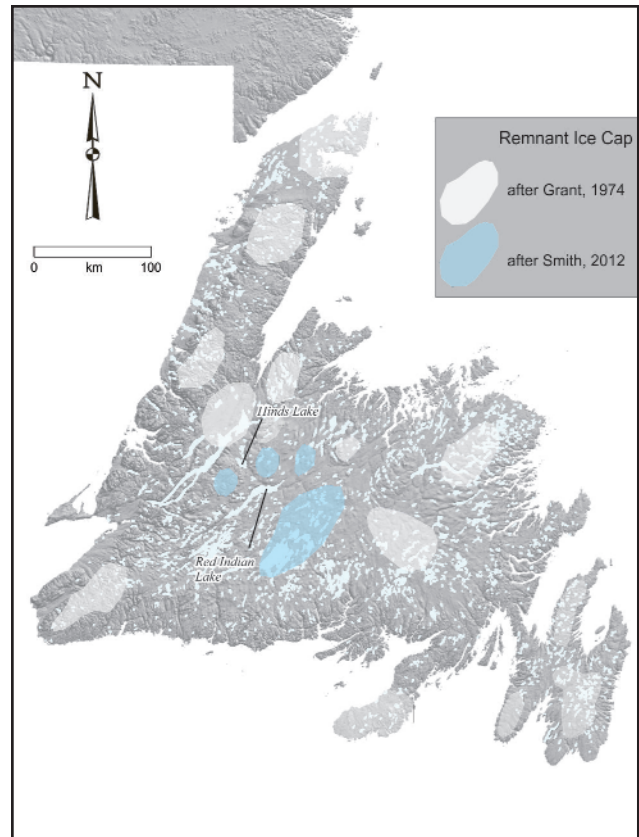 N
0 100
km
Remnant Ice Cap
after Grant, 1974
after Smith, 2012
Hinds Lake
Red Indian
Lake